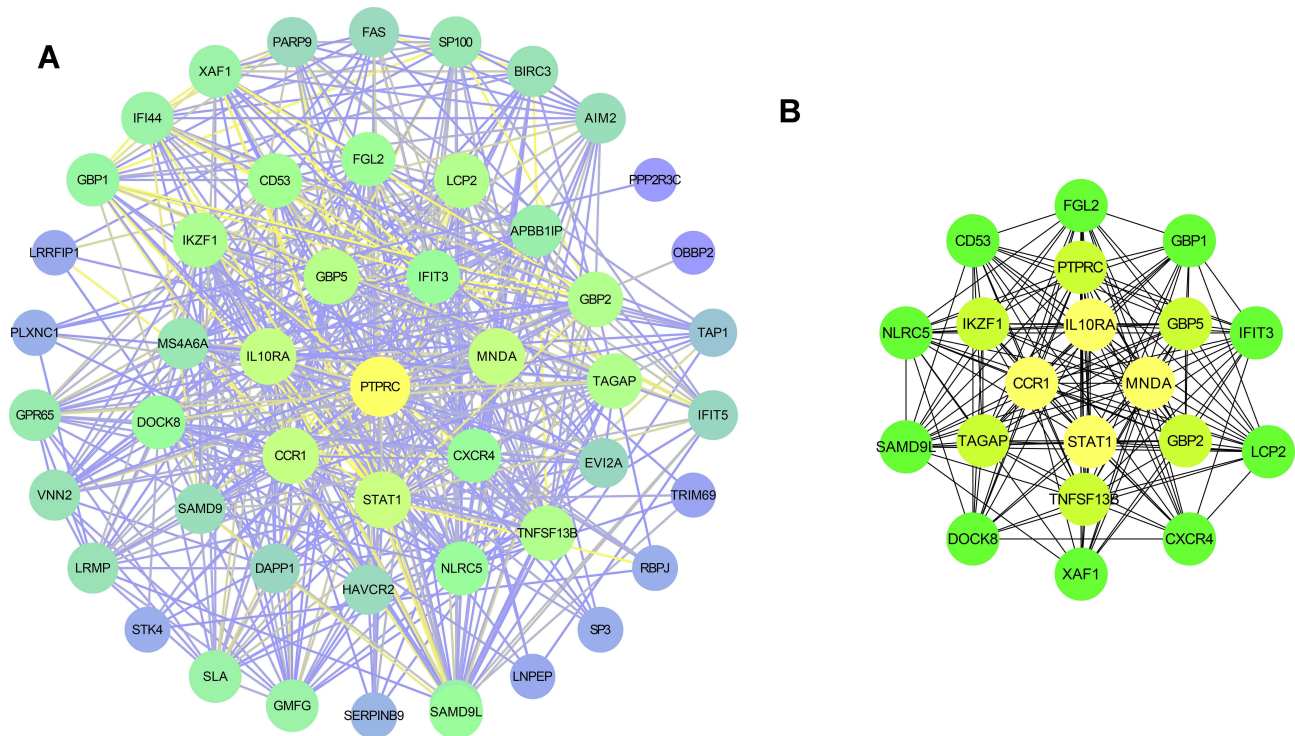 A
PARP9
FAS
SP100
XAF1
BIRC3
IFI44
AIM2
GBP1
CD53
FGL2
LCP2
PPP2R3C
LRRFIP1
IKZF1
APBB1IP
OBBP2
GBP5
IFIT3
GBP2
PLXNC1
MS4A6A
TAP1
IL10RA
MNDA
PTPRC
TAGAP
GPR65
DOCK8
IFIT5
CCR1
CXCR4
EVI2A
VNN2
SAMD9
STAT1
TRIM69
TNFSF13B
LRMP
DAPP1
HAVCR2
NLRC5
RBPJ
STK4
SP3
SLA
LNPEP
GMFG
SERPINB9
SAMD9L
B
FGL2
CD53
GBP1
PTPRC
NLRC5
IKZF1
IL10RA
GBP5
IFIT3
CCR1
MNDA
SAMD9L
TAGAP
STAT1
GBP2
LCP2
TNFSF13B
DOCK8
CXCR4
XAF1